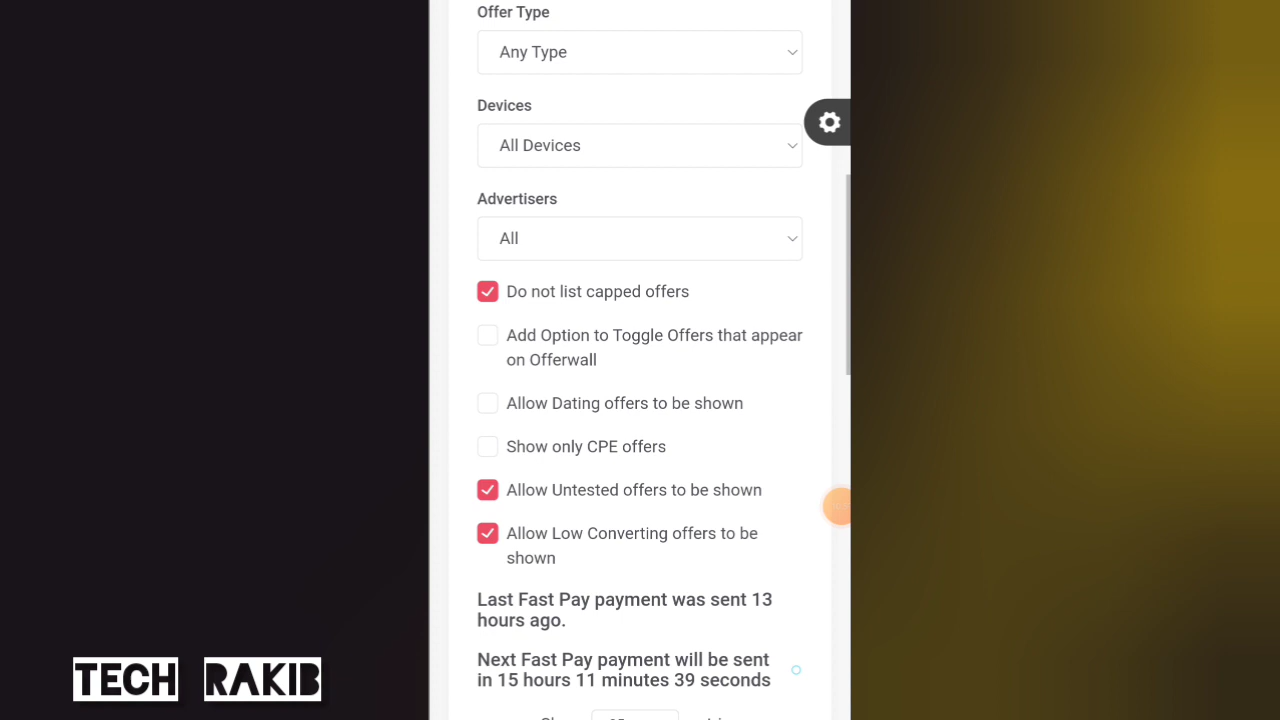 Offer Type
Any Type
Devices
All Devices
Advertisers
All
Do not list capped offers
Add Option to Toggle Offers that appear
on Offerwall
Allow Dating offers to be shown
Show only CPE offers
Allow Untested offers to be shown
Allow Low Converting offers to be
shown
Last Fast Pay payment was sent 13
hours ago.
Next Fast Pay payment will be sent
in 15 hours 11 minutes 39 seconds
TECH RAKIB